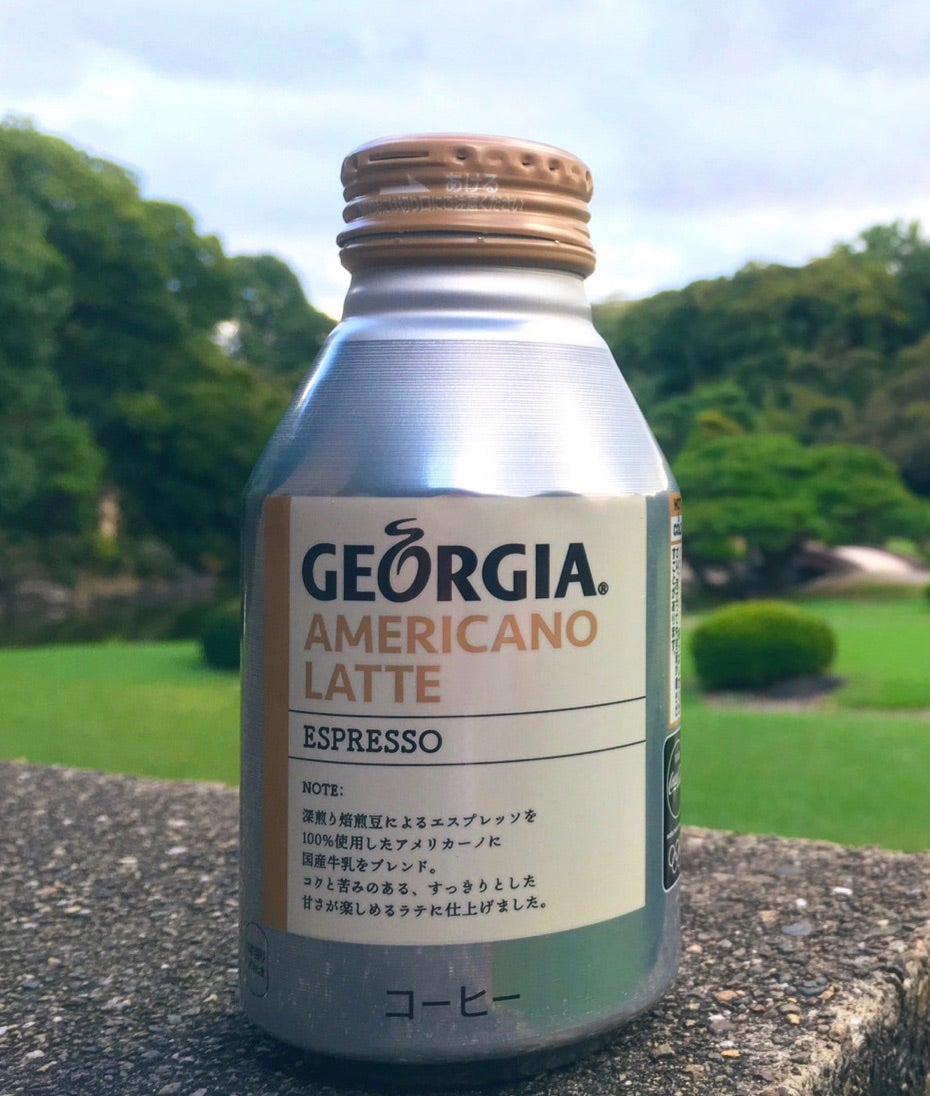 あける
GEORGIA®
AMERICANO
LATTE
ESPRESSO
NOTE:
深煎り焙煎豆によるエスプレッソを
100%使用したアメリカーノに
国産牛乳をブレンド。
コクと苦みのある、すっきりとした
甘さが楽しめるラテに仕上げました。
コーヒー